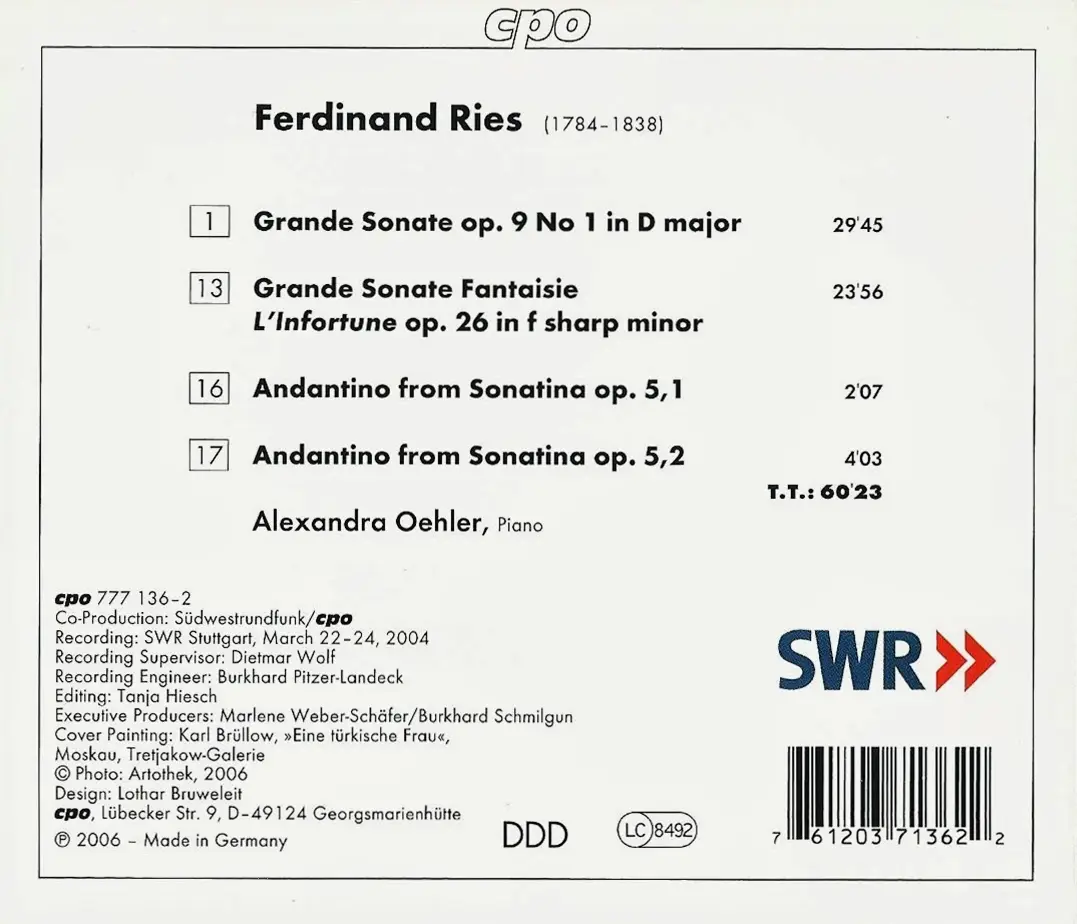 cpo
Ferdinand Ries (1784–1838)
1 Grande Sonate op. 9 No 1 in D major 29'45
13 Grande Sonate Fantaisie 23'56
L'Infortune op. 26 in f sharp minor
16 Andantino from Sonatina op. 5,1 2'07
17 Andantino from Sonatina op. 5,2 4'03
T.T.: 60'23
Alexandra Oehler, Piano
cpo 777 136–2
Co-Production: Südwestrundfunk/cpo
Recording: SWR Stuttgart, March 22–24, 2004
Recording Supervisor: Dietmar Wolf
Recording Engineer: Burkhard Pitzer-Landeck
Editing: Tanja Hiesch
Executive Producers: Marlene Weber-Schäfer/Burkhard Schmilgun
Cover Painting: Karl Brüllow, »Eine türkische Frau«,
Moskau, Tretjakow-Galerie
© Photo: Artothek, 2006
Design: Lothar Bruweleit
cpo, Lübecker Str. 9, D–49124 Georgsmarienhütte
℗ 2006 – Made in Germany
DDD
LC 8492
SWR
7 61203 71362 2